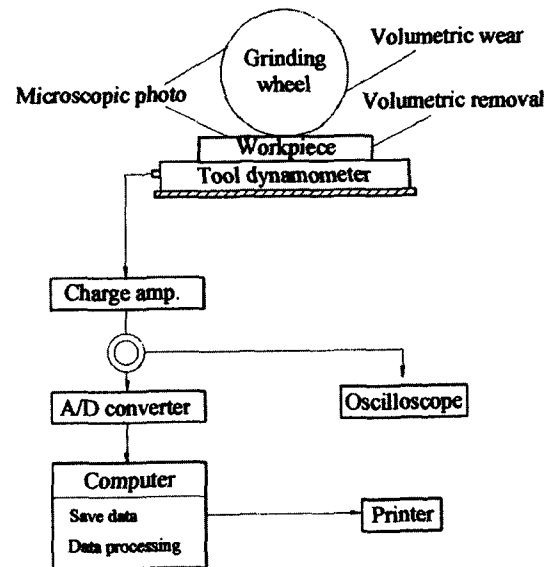 Grinding
wheel
Volumetric wear
Microscopic photo
Volumetric removal
Workpiece
Tool dynamometer
Charge amp.
A/D converter
Oscilloscope
Computer
Save data
Data processing
Printer